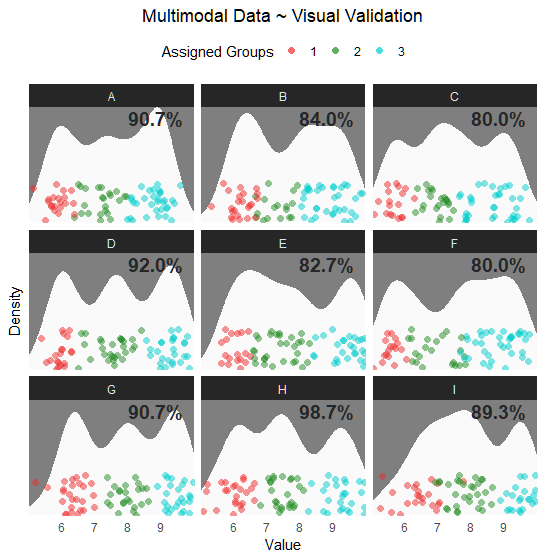 Multimodal Data ~ Visual Validation
Assigned Groups 1 2 3
A B C
90.7% 84.0% 80.0%
D E F
92.0% 82.7% 80.0%
G H I
90.7% 98.7% 89.3%
Density
6 7 8 9 6 7 8 9 6 7 8 9
Value